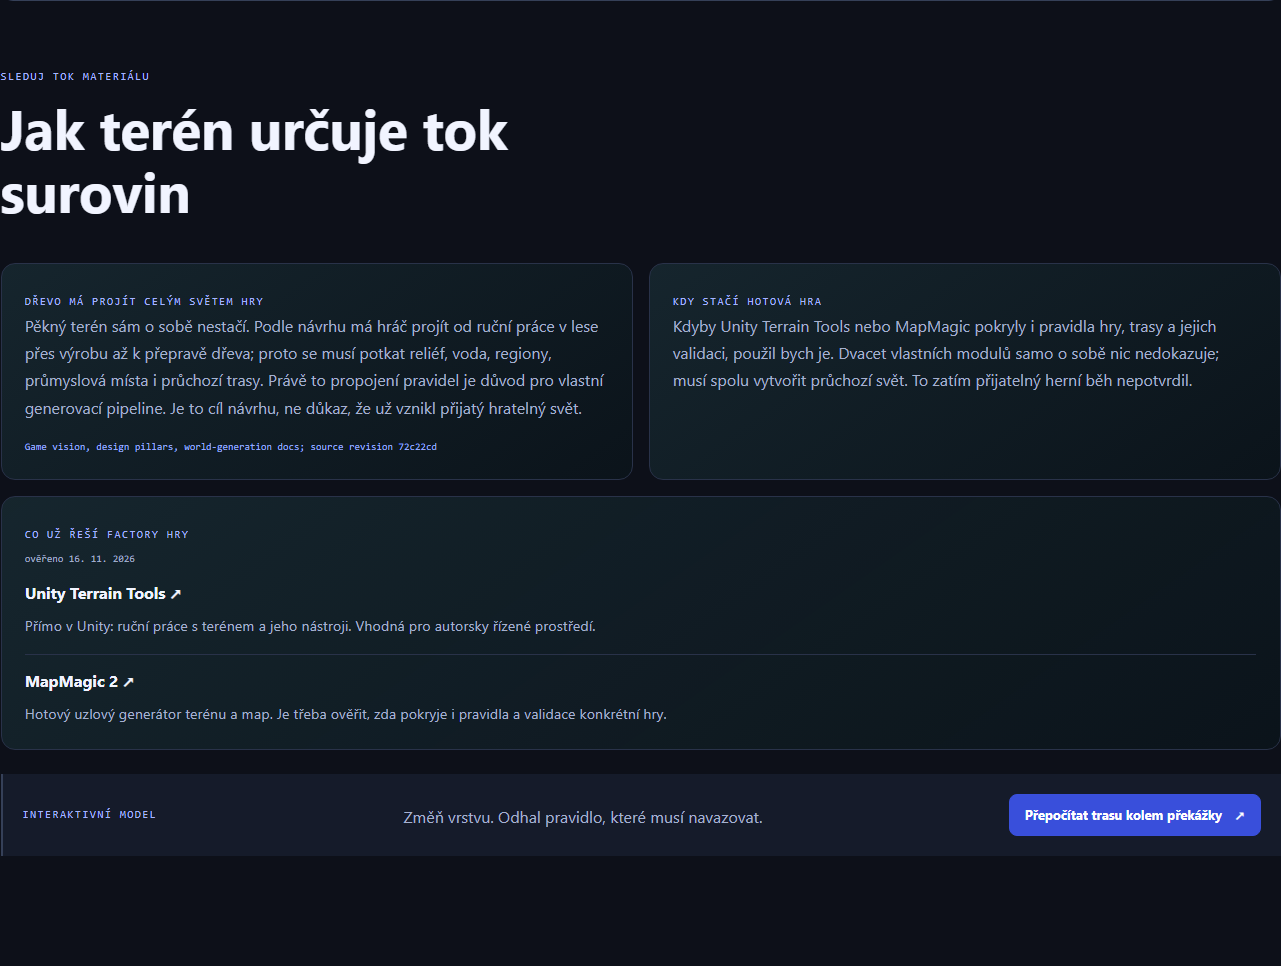 SLEDUJ TOK MATERIÁLU
Jak terén určuje tok
surovin
DŘEVO MÁ PROJÍT CELÝM SVĚTEM HRY
Pěkný terén sám o sobě nestačí. Podle návrhu má hráč projít od ruční práce v lese
přes výrobu až k přepravě dřeva; proto se musí potkat reliéf, voda, regiony,
průmyslová místa i průchozí trasy. Právě to propojení pravidel je důvod pro vlastní
generovací pipeline. Je to cíl návrhu, ne důkaz, že už vznikl přijatý hratelný svět.
Game vision, design pillars, world-generation docs; source revision 72c22cd
KDY STAČÍ HOTOVÁ HRA
Kdyby Unity Terrain Tools nebo MapMagic pokryly i pravidla hry, trasy a jejich
validaci, použil bych je. Dvacet vlastních modulů samo o sobě nic nedokazuje;
musí spolu vytvořit průchozí svět. To zatím přijatelný herní běh nepotvrdil.
CO UŽ ŘEŠÍ FACTORY HRY
ověřeno 16. 11. 2026
Unity Terrain Tools ↗
Přímo v Unity: ruční práce s terénem a jeho nástroji. Vhodná pro autorsky řízené prostředí.
MapMagic 2 ↗
Hotový uzlový generátor terénu a map. Je třeba ověřit, zda pokryje i pravidla a validace konkrétní hry.
INTERAKTIVNÍ MODEL
Změň vrstvu. Odhal pravidlo, které musí navazovat.
Přepočítat trasu kolem překážky ↗